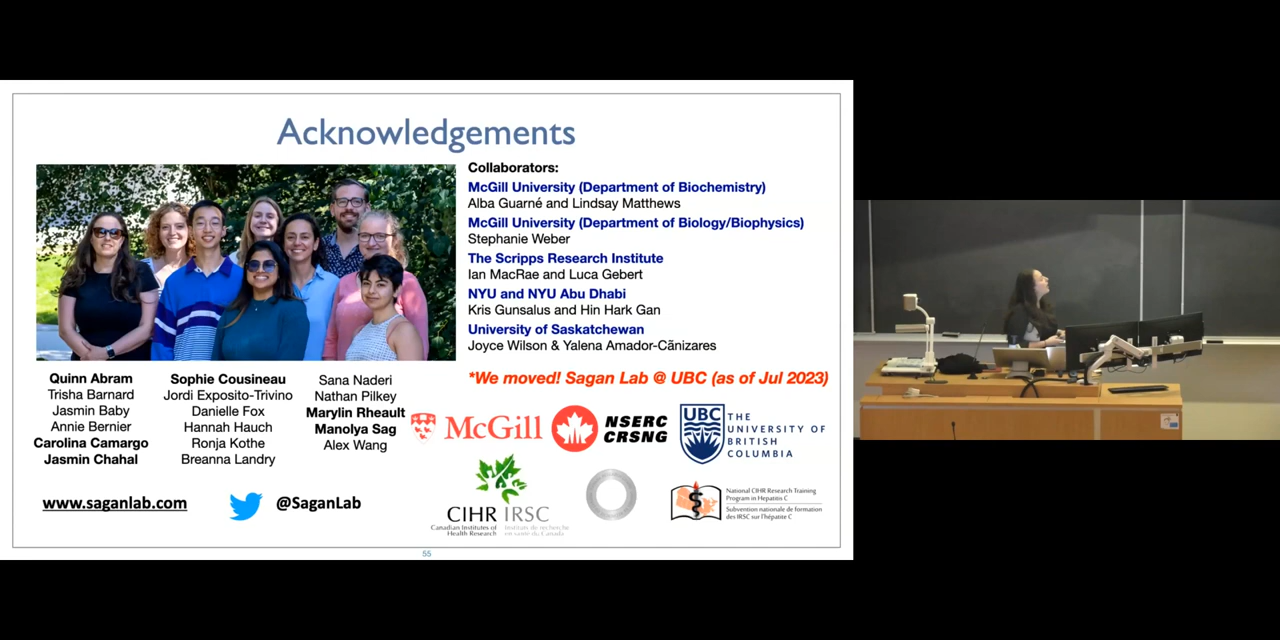 Acknowledgements
Collaborators:
McGill University (Department of Biochemistry)
Alba Guarné and Lindsay Matthews
McGill University (Department of Biology/Biophysics)
Stephanie Weber
The Scripps Research Institute
Ian MacRae and Luca Gebert
NYU and NYU Abu Dhabi
Kris Gunsalus and Hin Hark Gan
University of Saskatchewan
Joyce Wilson & Yalena Amador-Cãnizares
*We moved! Sagan Lab @ UBC (as of Jul 2023)
Quinn Abram
Trisha Barnard
Jasmin Baby
Annie Bernier
Carolina Camargo
Jasmin Chahal
Sophie Cousineau
Jordi Exposito-Trivino
Danielle Fox
Hannah Hauch
Ronja Kothe
Breanna Landry
Sana Naderi
Nathan Pilkey
Marylin Rheault
Manolya Sag
Alex Wang
www.saganlab.com
@SaganLab
McGill
NSERC
CRSNG
UBC
THE
UNIVERSITY OF
BRITISH
COLUMBIA
CIHR IRSC
Canadian Institutes of
Health Research
Instituts de recherche
en santé du Canada
National CIHR Research Training
Program in Hepatitis C
Subvention nationale de formation
des IRSC sur l'hépatite C
55